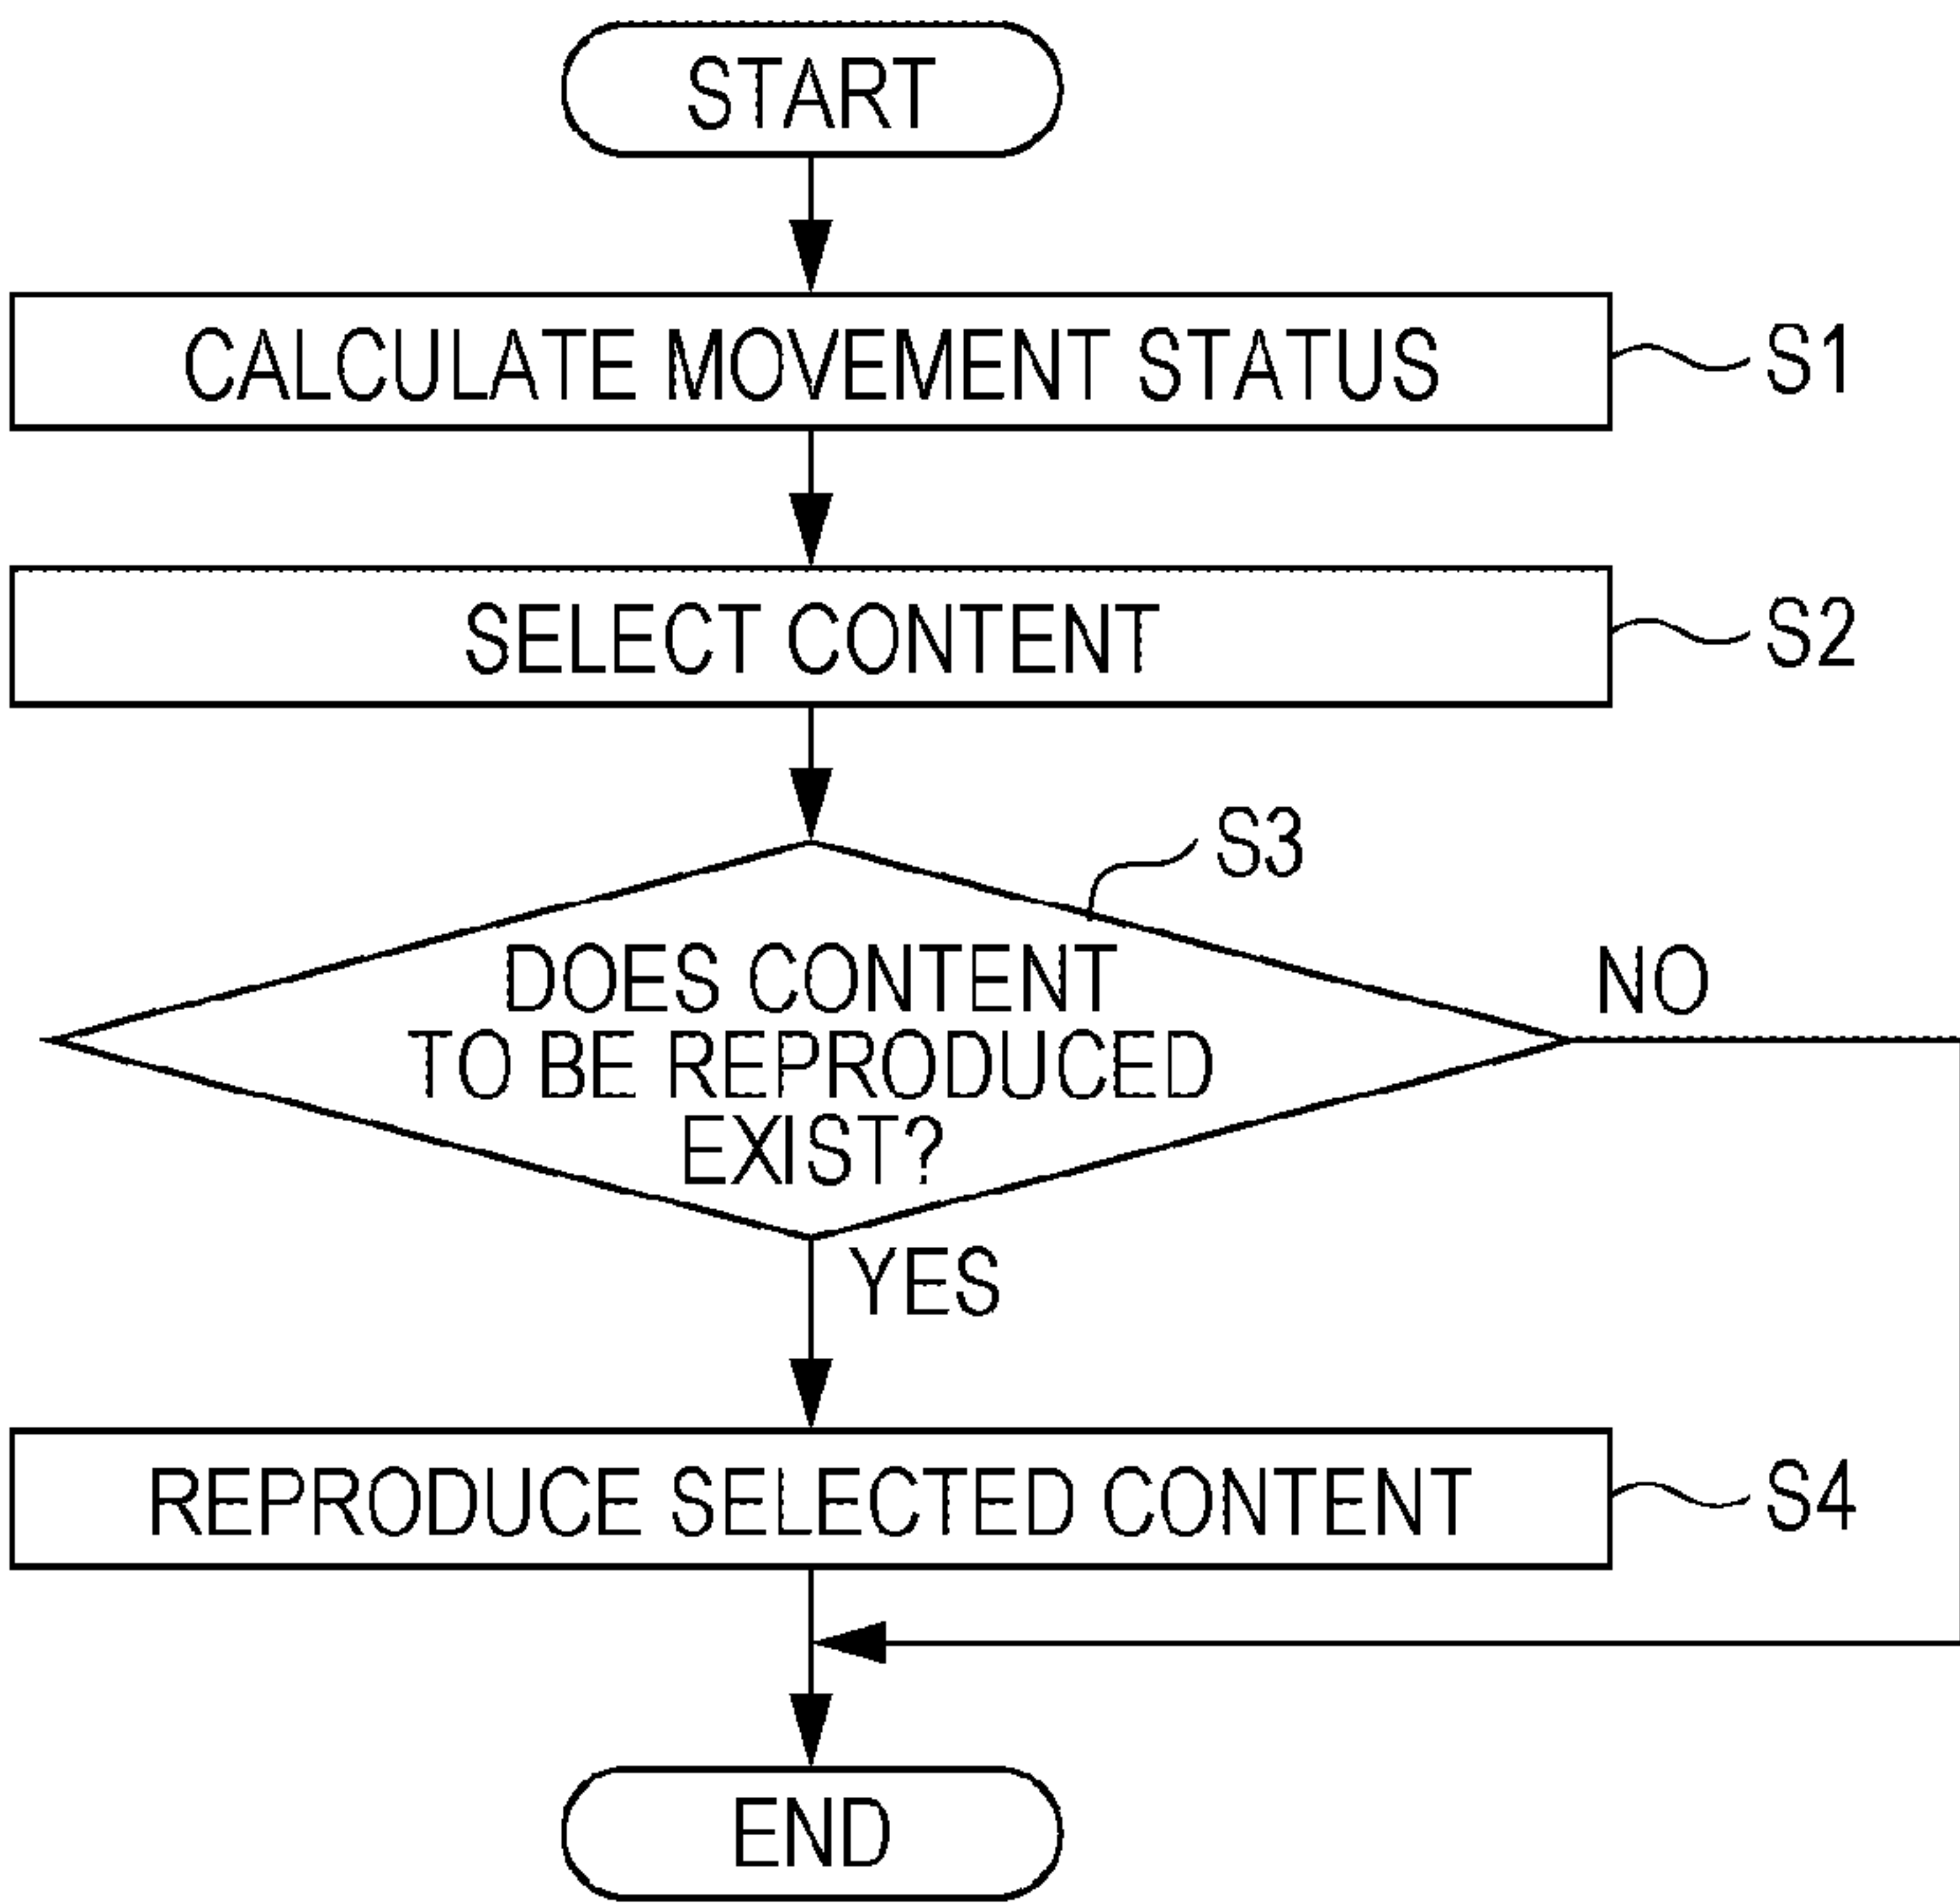 START
CALCULATE MOVEMENT STATUS
S1
SELECT CONTENT
S2
S3
DOES CONTENT
TO BE REPRODUCED
EXIST?
NO
YES
REPRODUCE SELECTED CONTENT
S4
END